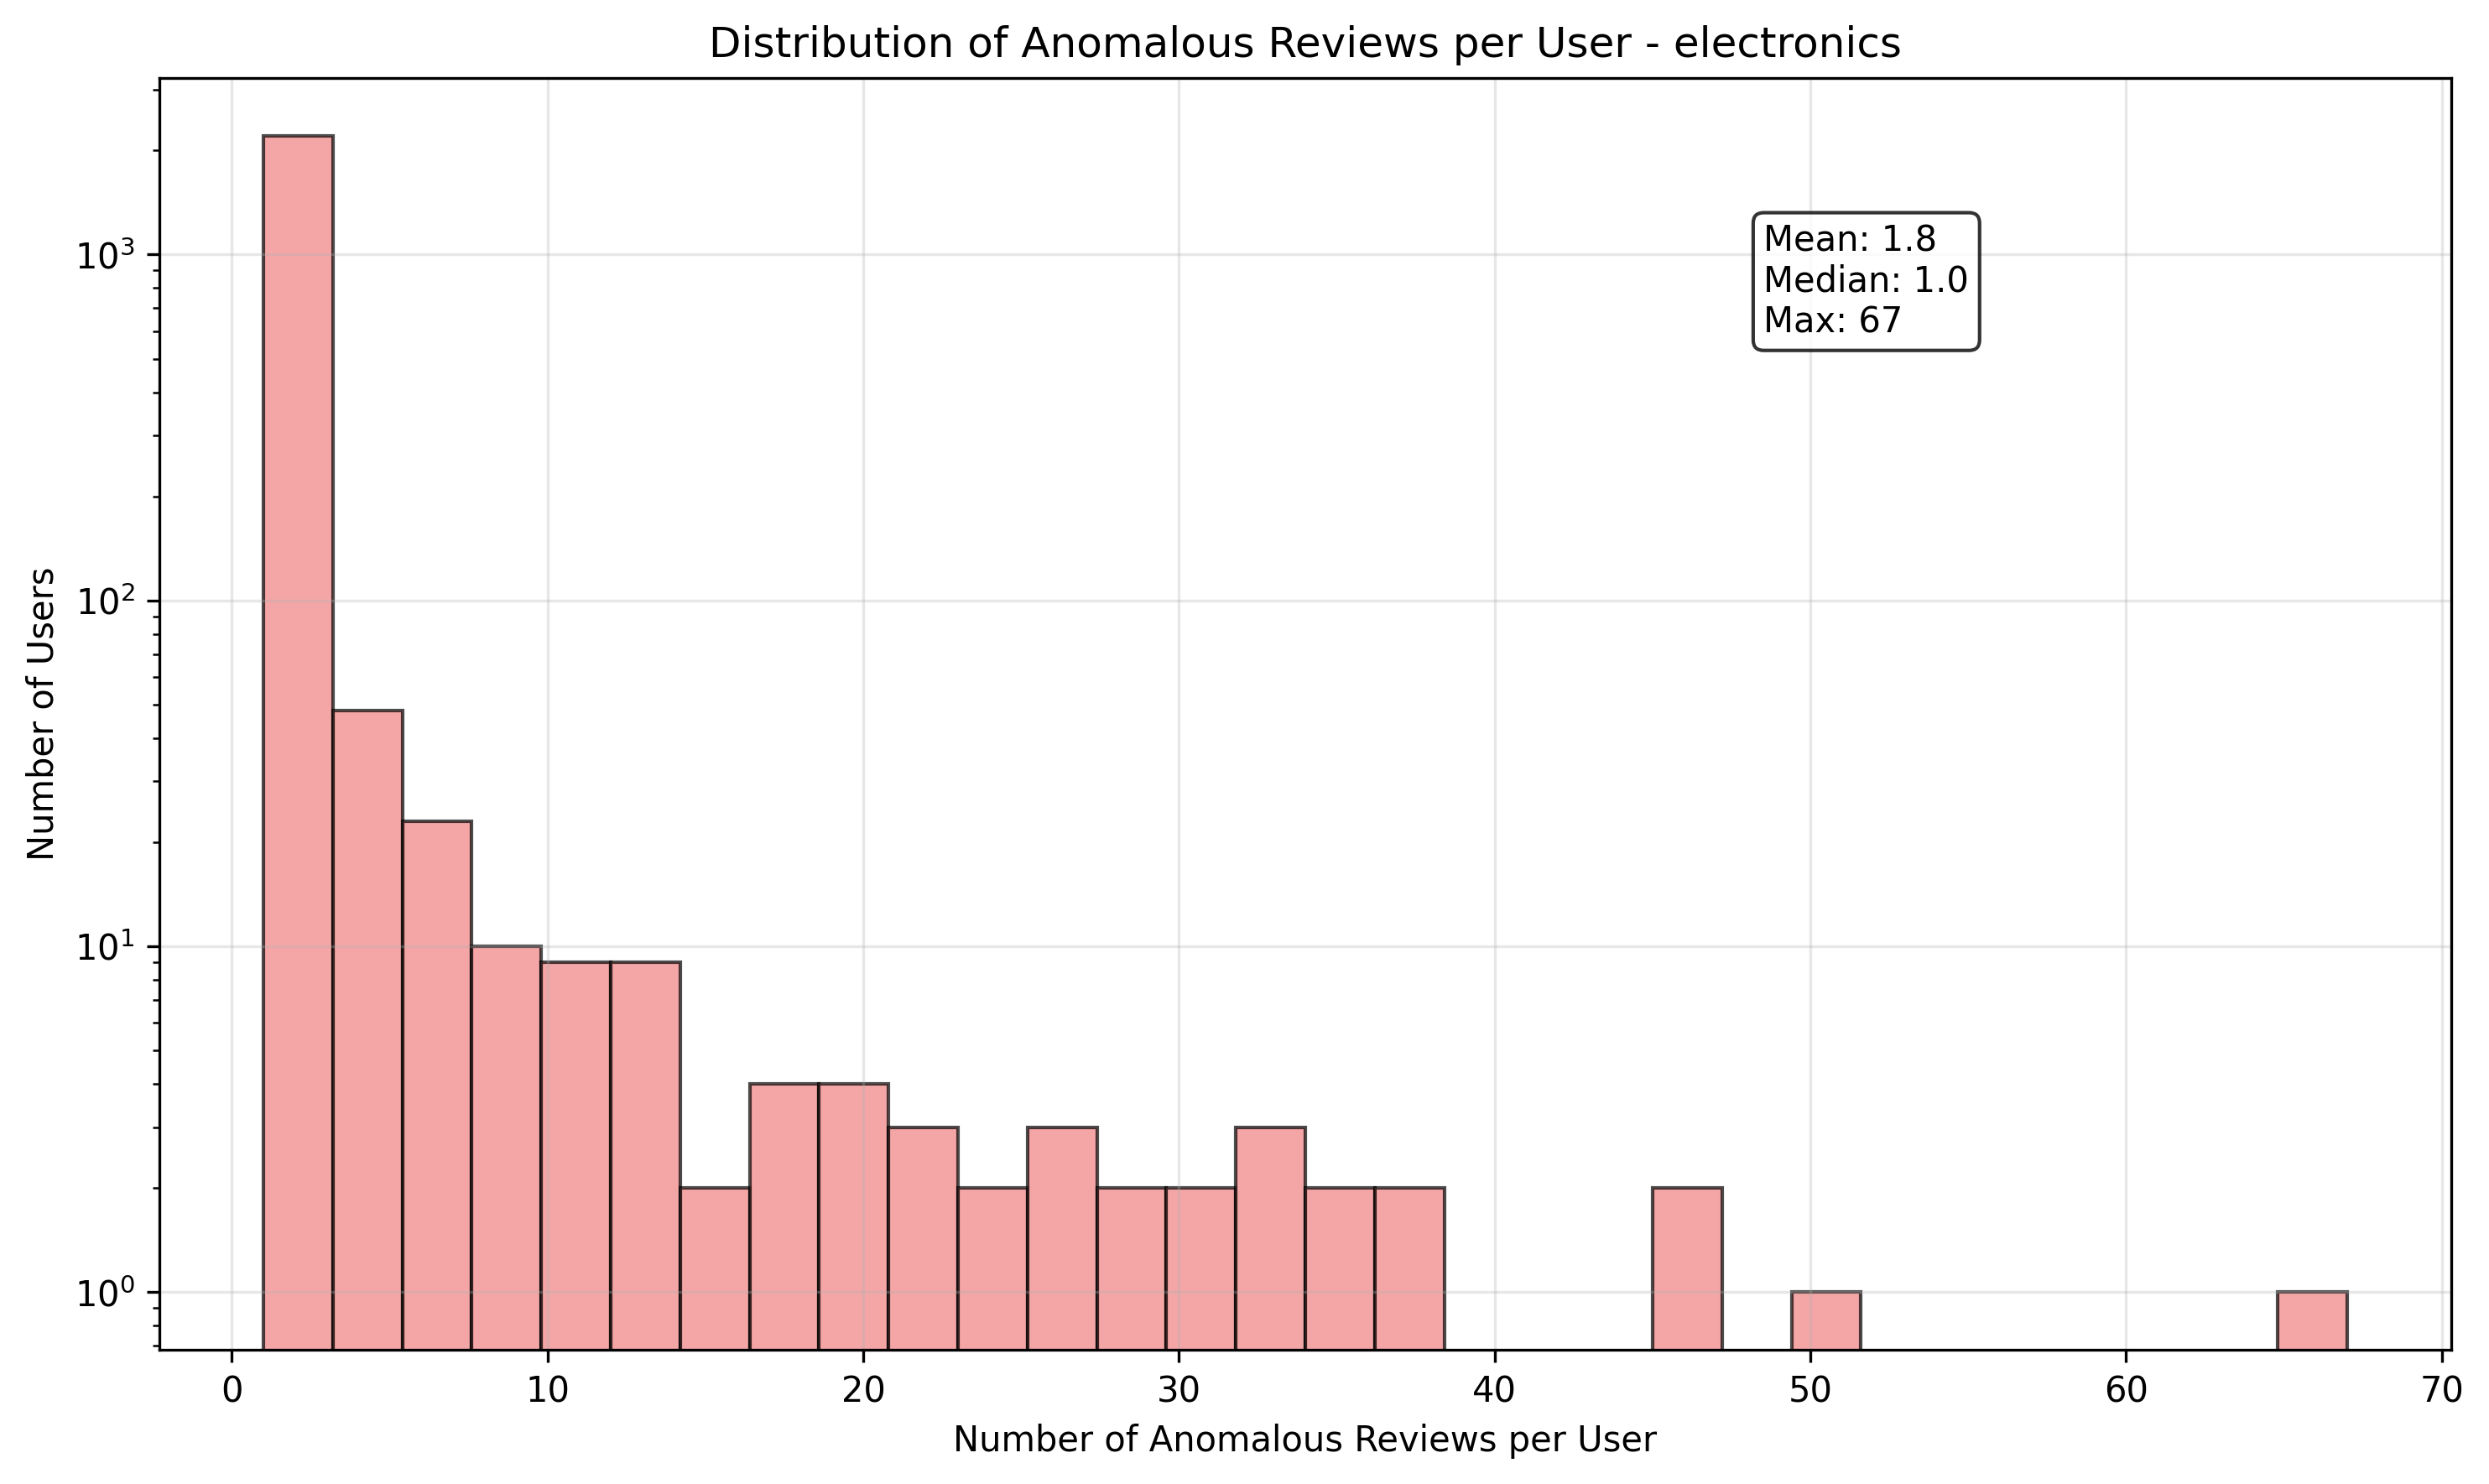 Distribution of Anomalous Reviews per User - electronics
Mean: 1.8
Median: 1.0
Max: 67
Number of Users
10³
10²
10¹
10⁰
0 10 20 30 40 50 60 70
Number of Anomalous Reviews per User